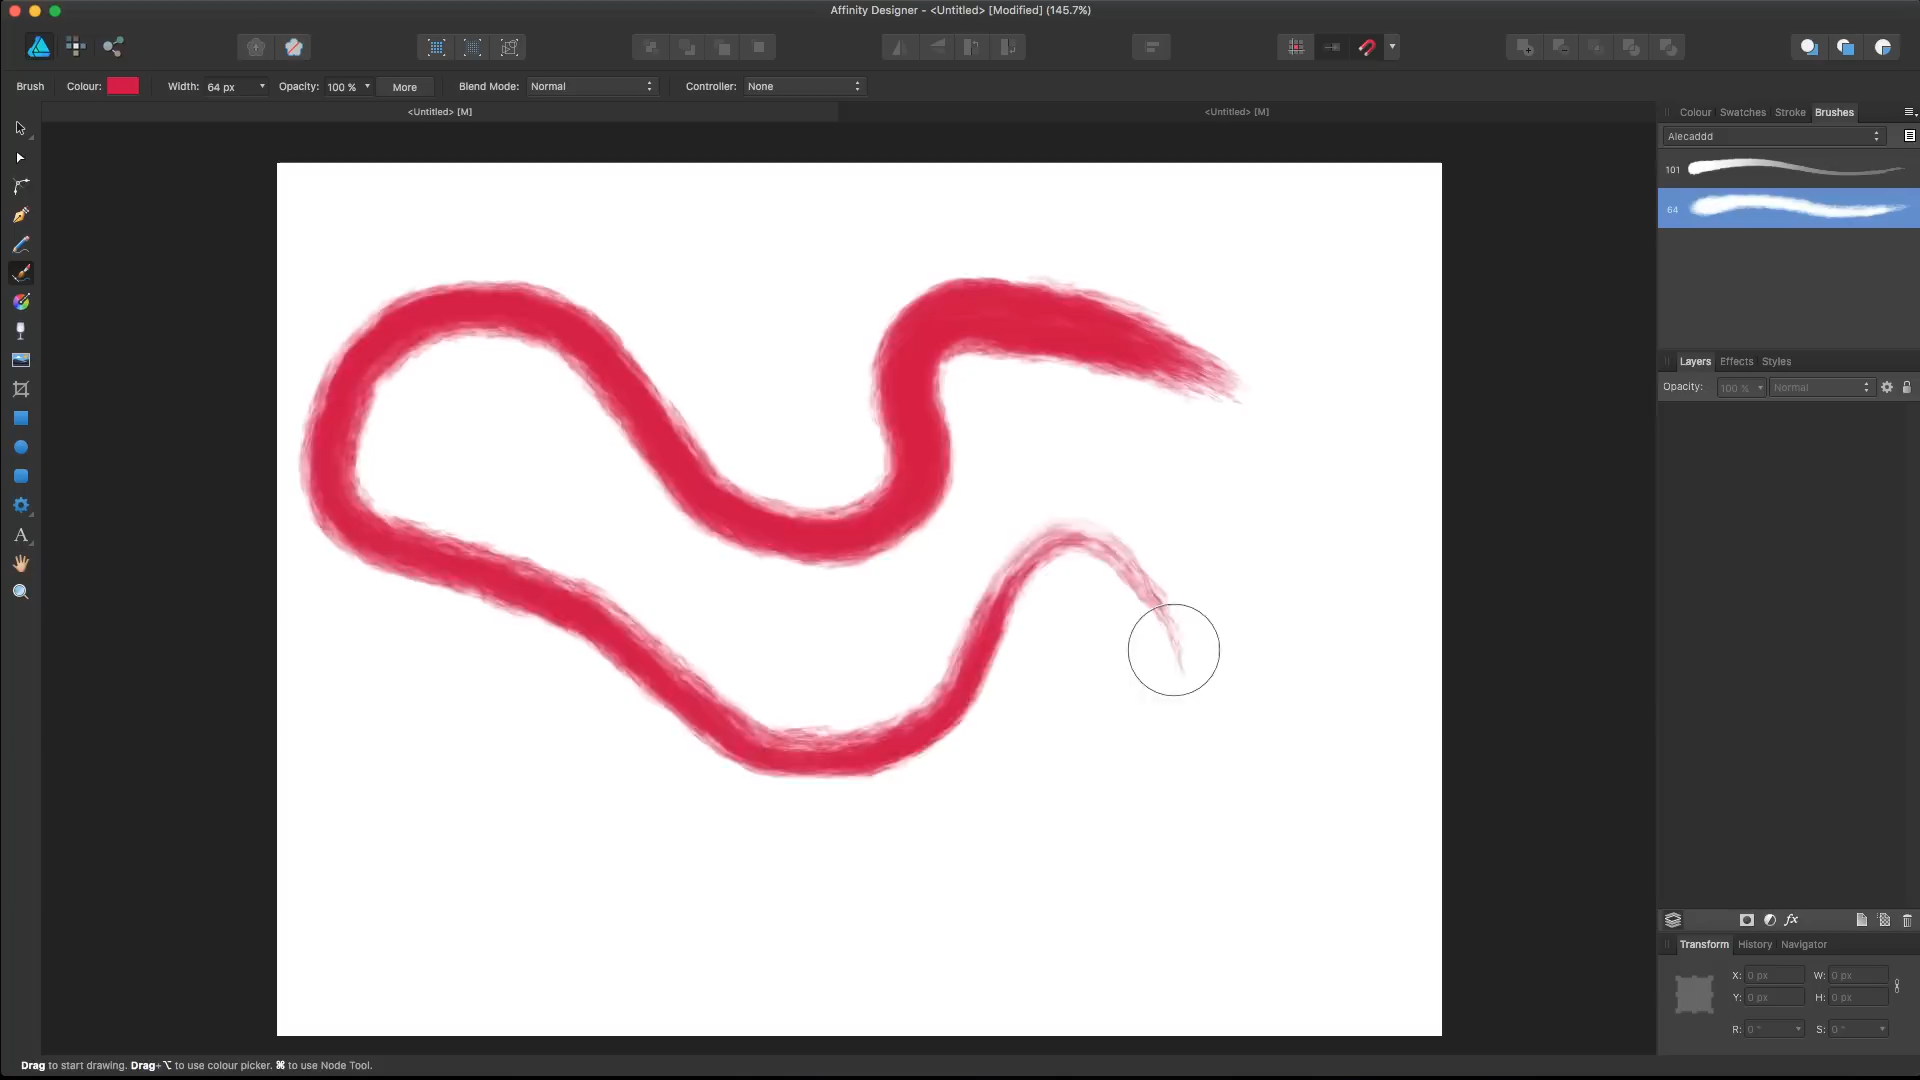 Affinity Designer - <Untitled> [Modified] (145.7%)
Brush Colour: Width: 64 px Opacity: 100 % More Blend Mode: Normal Controller: None
<Untitled> [M] <Untitled> [M]
Colour Swatches Stroke Brushes
Alecaddd
101
64
Layers Effects Styles
Opacity: 100 % Normal
A
fx
Transform History Navigator
X: 0 px W: 0 px
Y: 0 px H: 0 px
R: 0 ° S: 0 °
Drag to start drawing. Drag+⌥ to use colour picker. ⌘ to use Node Tool.